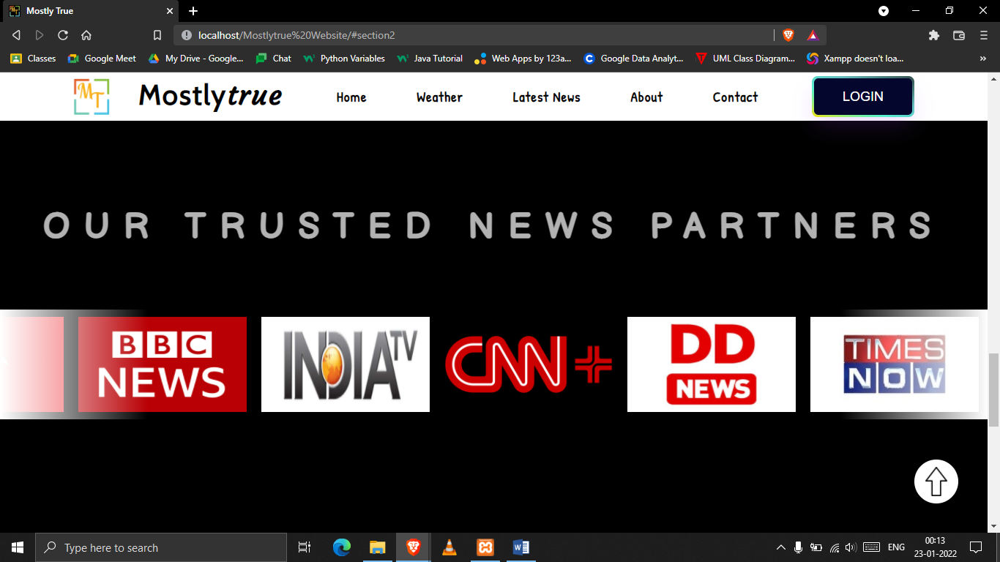 Mostly True
localhost/Mostlytrue%20Website/#section2
Classes Google Meet My Drive - Google... Chat Python Variables Java Tutorial Web Apps by 123a... Google Data Analyt... UML Class Diagram... Xampp doesn't loa... »
MT Mostlytrue Home Weather Latest News About Contact LOGIN
OUR TRUSTED NEWS PARTNERS
BBC
NEWS
INDIA TV
CNN+
DD
NEWS
TIMES
NOW
Type here to search
ENG
00:13
23-01-2022